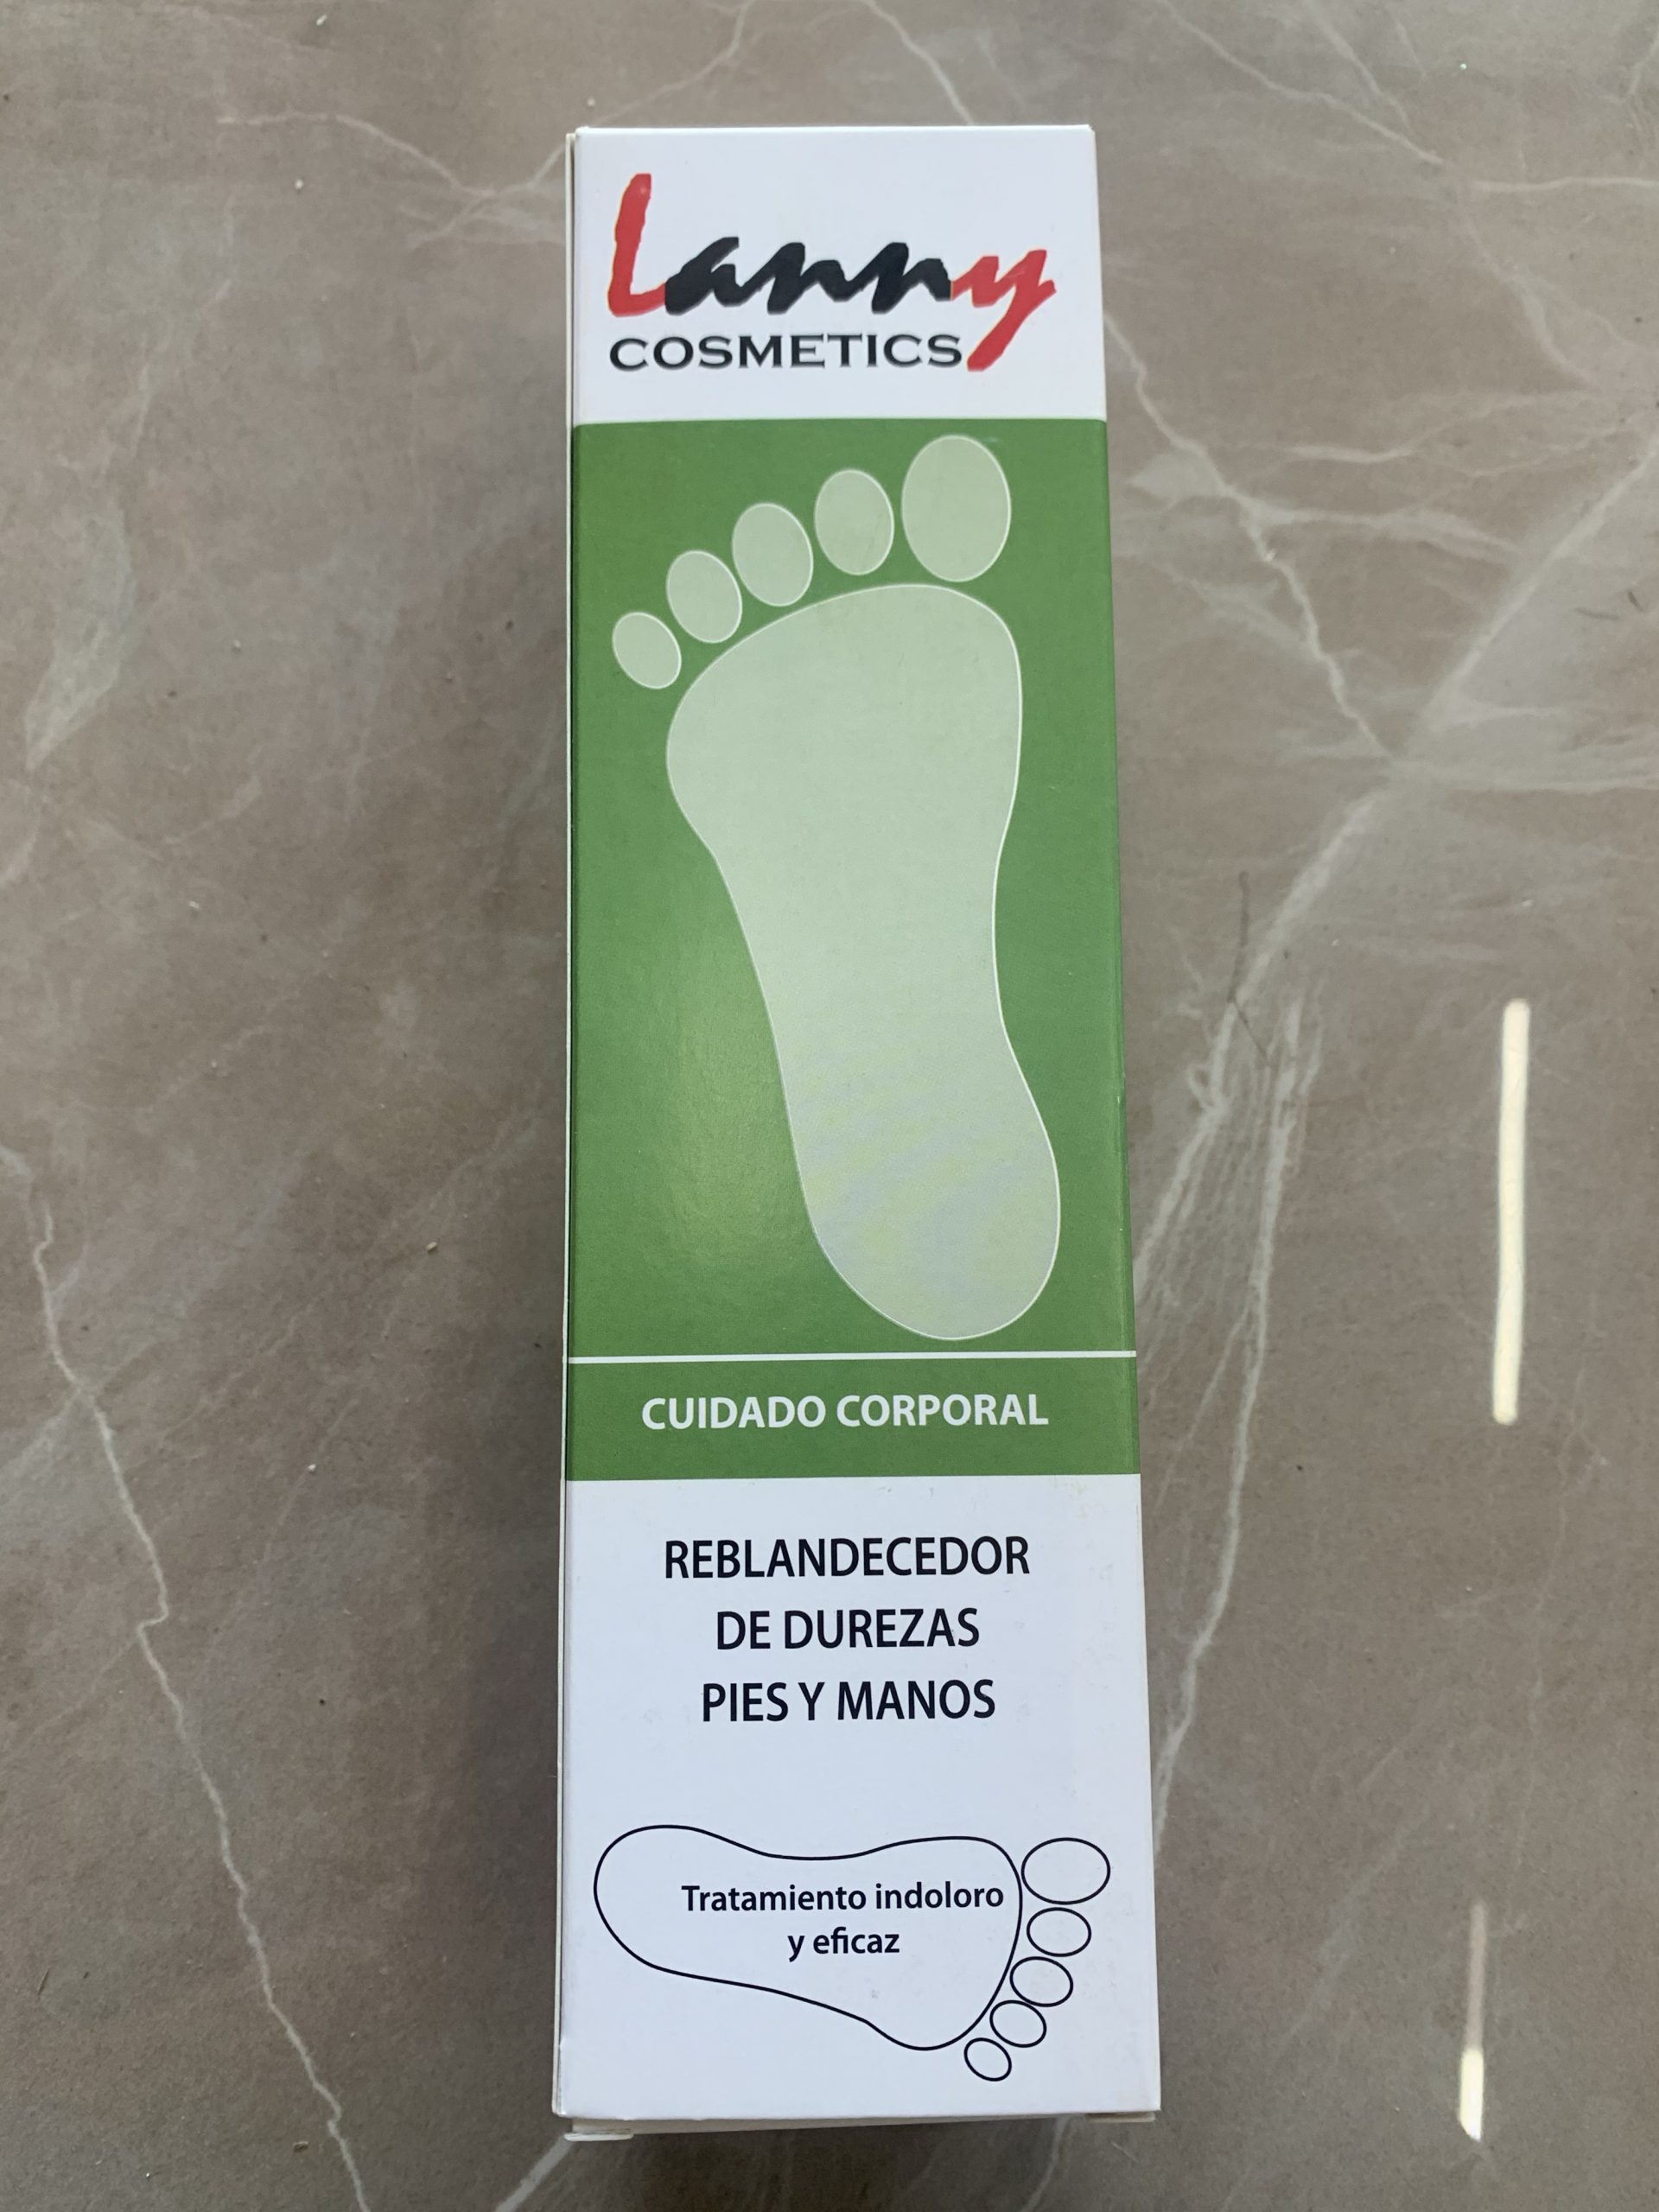 Lanny
COSMETICS
CUIDADO CORPORAL
REBLANDECEDOR
DE DUREZAS
PIES Y MANOS
Tratamiento indoloro
y eficaz